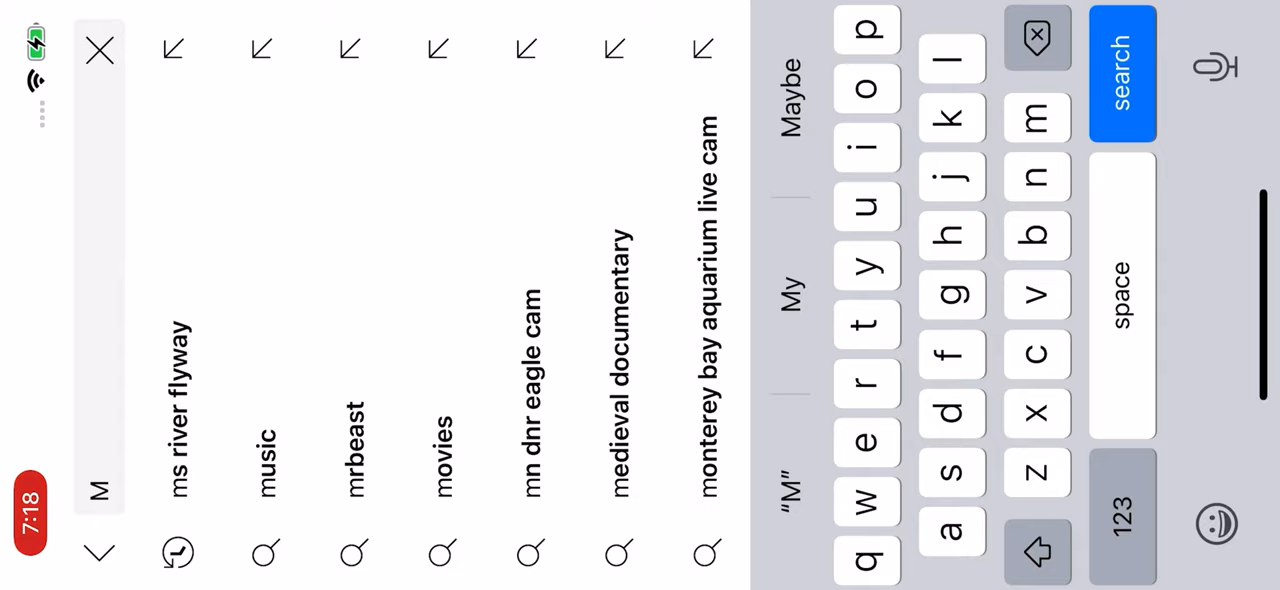 7:18
M
ms river flyway
music
mrbeast
movies
mn dnr eagle cam
medieval documentary
monterey bay aquarium live cam
“M” My Maybe
q w e r t y u i o p
a s d f g h j k l
z x c v b n m
123 space search